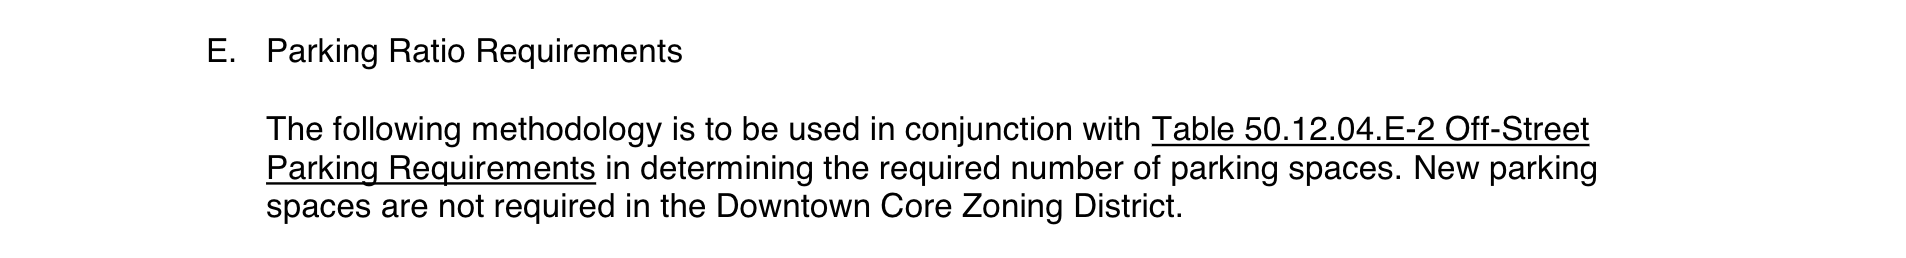 E. Parking Ratio Requirements
The following methodology is to be used in conjunction with Table 50.12.04.E-2 Off-Street
Parking Requirements in determining the required number of parking spaces. New parking
spaces are not required in the Downtown Core Zoning District.